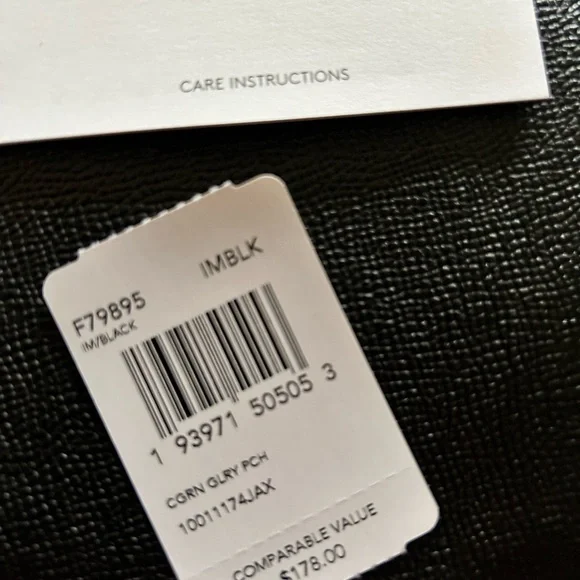 CARE INSTRUCTIONS
F79895 IMBLK
IM/BLACK
1 93971 50505 3
CGRN GLRY PCH
10011174JAX
COMPARABLE VALUE
$178.00